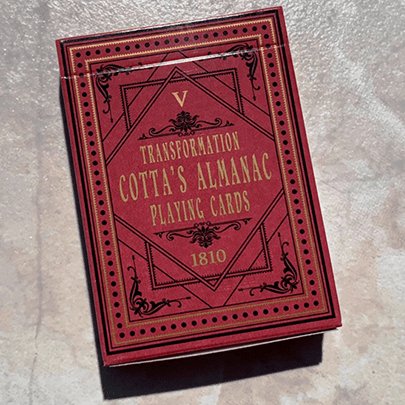 V
TRANSFORMATION
COTTA'S ALMANAC
PLAYING CARDS
1810